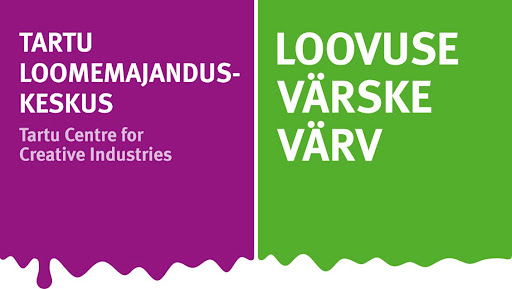 TARTU
LOOMEMAJANDUS-
KESKUS
Tartu Centre for
Creative Industries
LOOVUSE
VÄRSKE
VÄRV